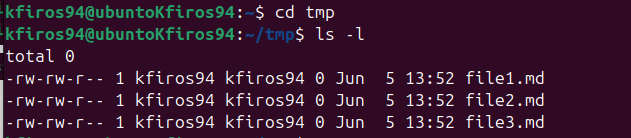 kfiros94@ubuntoKfiros94:~$ cd tmp
kfiros94@ubuntoKfiros94:~/tmp$ ls -l
total 0
-rw-rw-r-- 1 kfiros94 kfiros94 0 Jun  5 13:52 file1.md
-rw-rw-r-- 1 kfiros94 kfiros94 0 Jun  5 13:52 file2.md
-rw-rw-r-- 1 kfiros94 kfiros94 0 Jun  5 13:52 file3.md